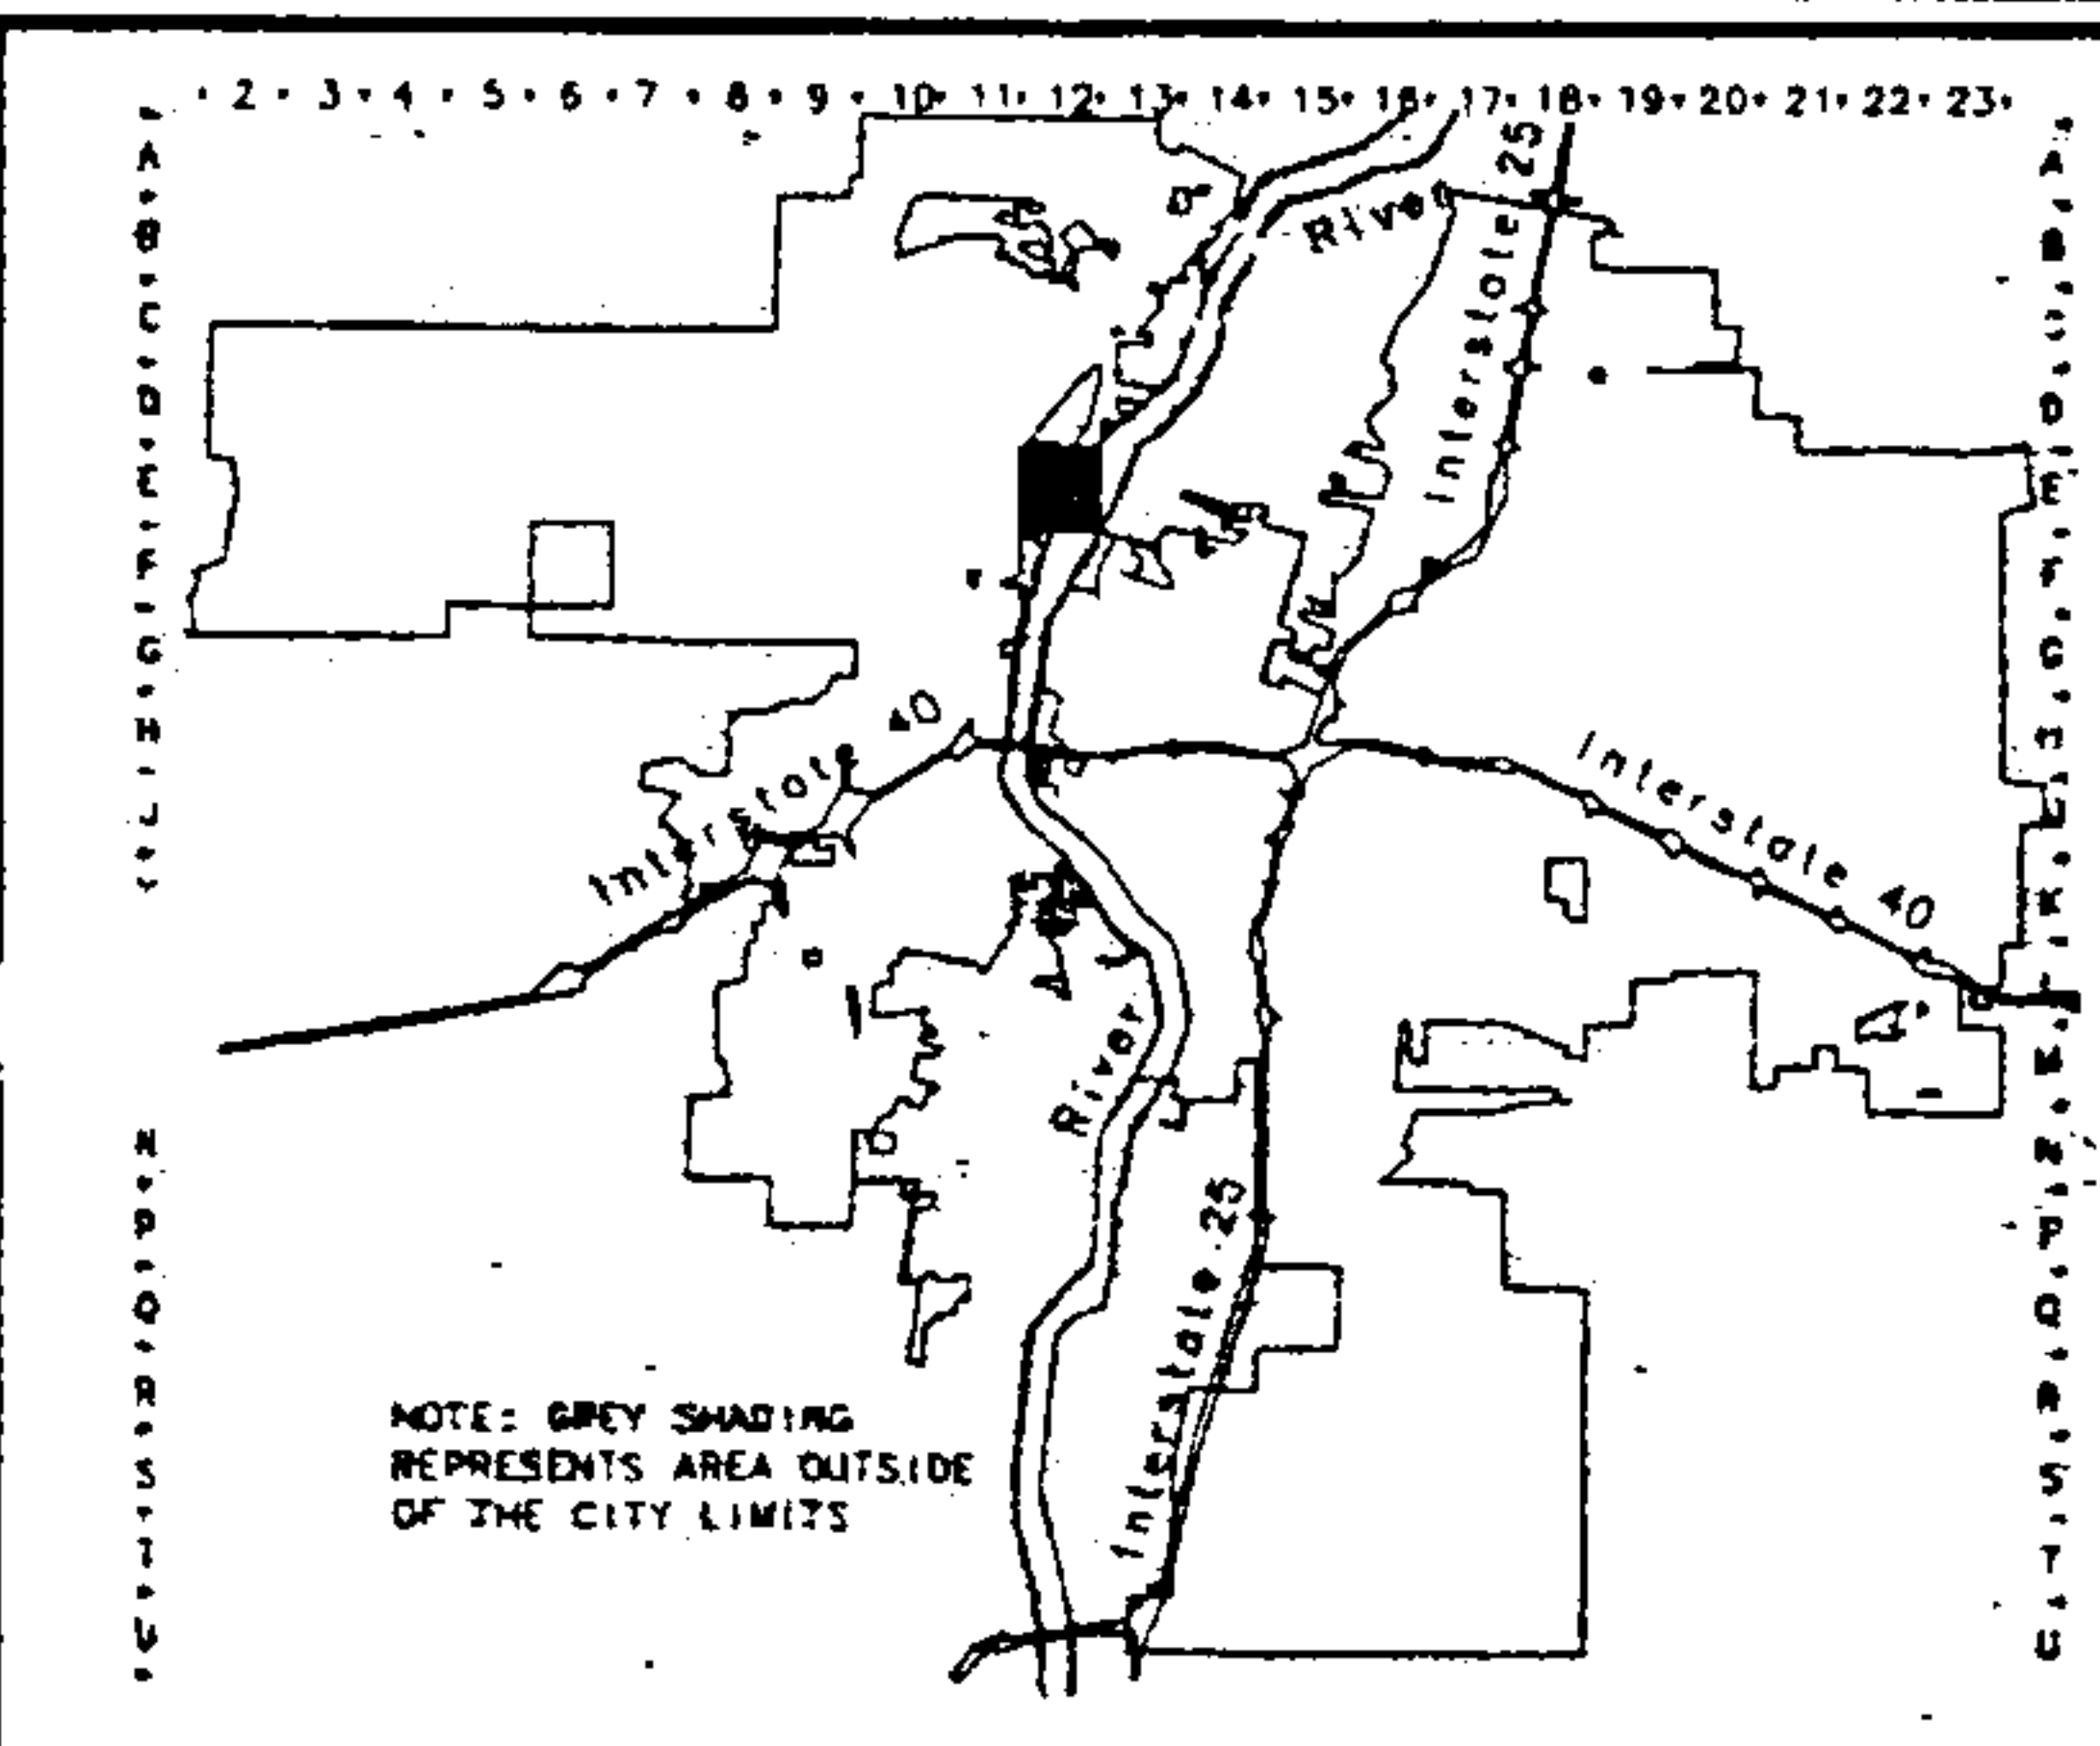 2 3 4 5 6 7 8 9 10 11 12 13 14 15 16 17 18 19 20 21 22 23
A
B
C
D
E
F
G
H
J
N
P
Q
R
S
T
U
A
B
C
D
E
F
G
H
J
K
L
M
N
P
Q
R
S
T
U
River
Interstate 25
Interstate 40
Interstate 40
River
Interstate 25
NOTE: GREY SHADING
REPRESENTS AREA OUTSIDE
OF THE CITY LIMITS